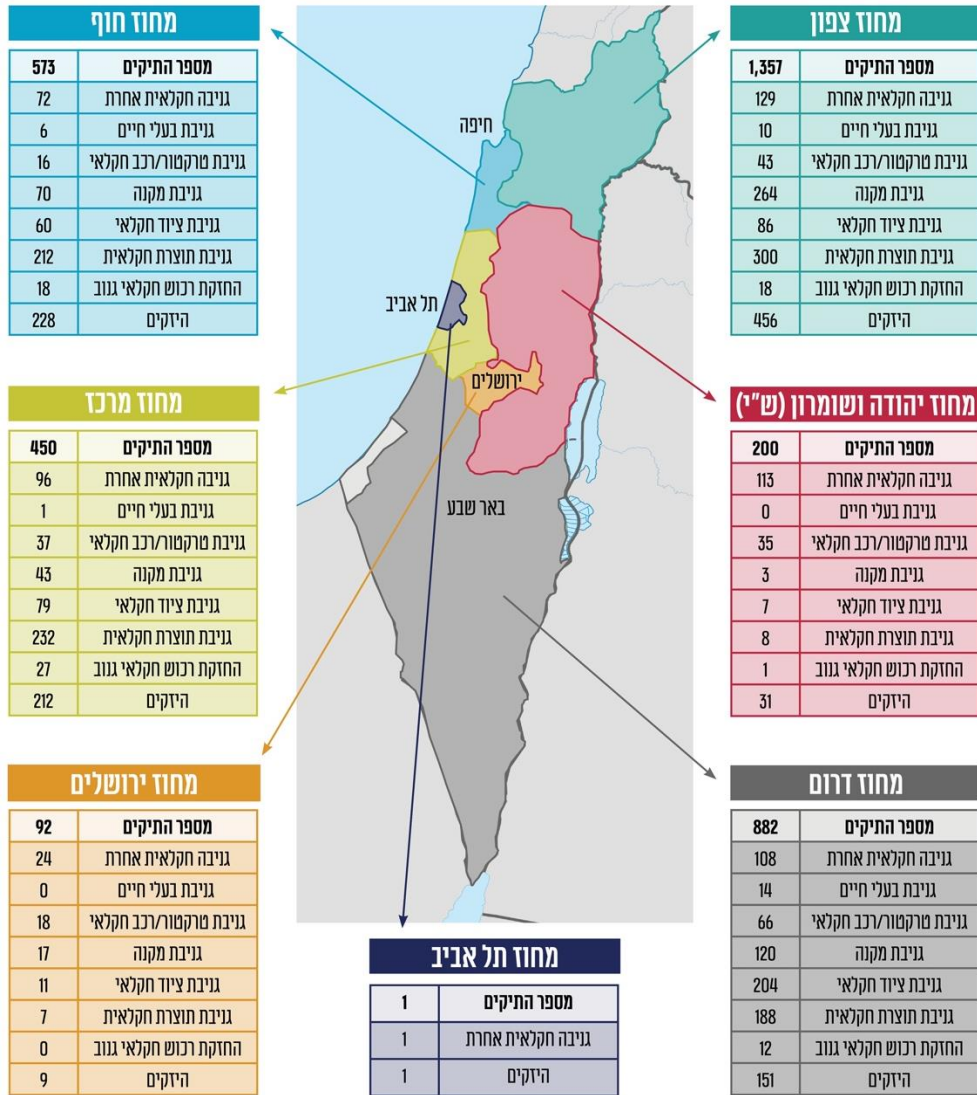 מחוז צפון
מספר התיקים 1,357
גניבה חקלאית אחרת 129
גניבת בעלי חיים 10
גניבת טרקטור/רכב חקלאי 43
גניבת מקנה 264
גניבת ציוד חקלאי 86
גניבת תוצרת חקלאית 300
החזקת רכוש חקלאי גנוב 18
היזקים 456
מחוז חוף
מספר התיקים 573
גניבה חקלאית אחרת 72
גניבת בעלי חיים 6
גניבת טרקטור/רכב חקלאי 16
גניבת מקנה 70
גניבת ציוד חקלאי 60
גניבת תוצרת חקלאית 212
החזקת רכוש חקלאי גנוב 18
היזקים 228
חיפה
תל אביב
ירושלים
באר שבע
מחוז יהודה ושומרון (ש"י)
מספר התיקים 200
גניבה חקלאית אחרת 113
גניבת בעלי חיים 0
גניבת טרקטור/רכב חקלאי 35
גניבת מקנה 3
גניבת ציוד חקלאי 7
גניבת תוצרת חקלאית 8
החזקת רכוש חקלאי גנוב 1
היזקים 31
מחוז מרכז
מספר התיקים 450
גניבה חקלאית אחרת 96
גניבת בעלי חיים 1
גניבת טרקטור/רכב חקלאי 37
גניבת מקנה 43
גניבת ציוד חקלאי 79
גניבת תוצרת חקלאית 232
החזקת רכוש חקלאי גנוב 27
היזקים 212
מחוז דרום
מספר התיקים 882
גניבה חקלאית אחרת 108
גניבת בעלי חיים 14
גניבת טרקטור/רכב חקלאי 66
גניבת מקנה 120
גניבת ציוד חקלאי 204
גניבת תוצרת חקלאית 188
החזקת רכוש חקלאי גנוב 12
היזקים 151
מחוז תל אביב
מספר התיקים 1
גניבה חקלאית אחרת 1
היזקים 1
מחוז ירושלים
מספר התיקים 92
גניבה חקלאית אחרת 24
גניבת בעלי חיים 0
גניבת טרקטור/רכב חקלאי 18
גניבת מקנה 17
גניבת ציוד חקלאי 11
גניבת תוצרת חקלאית 7
החזקת רכוש חקלאי גנוב 0
היזקים 9